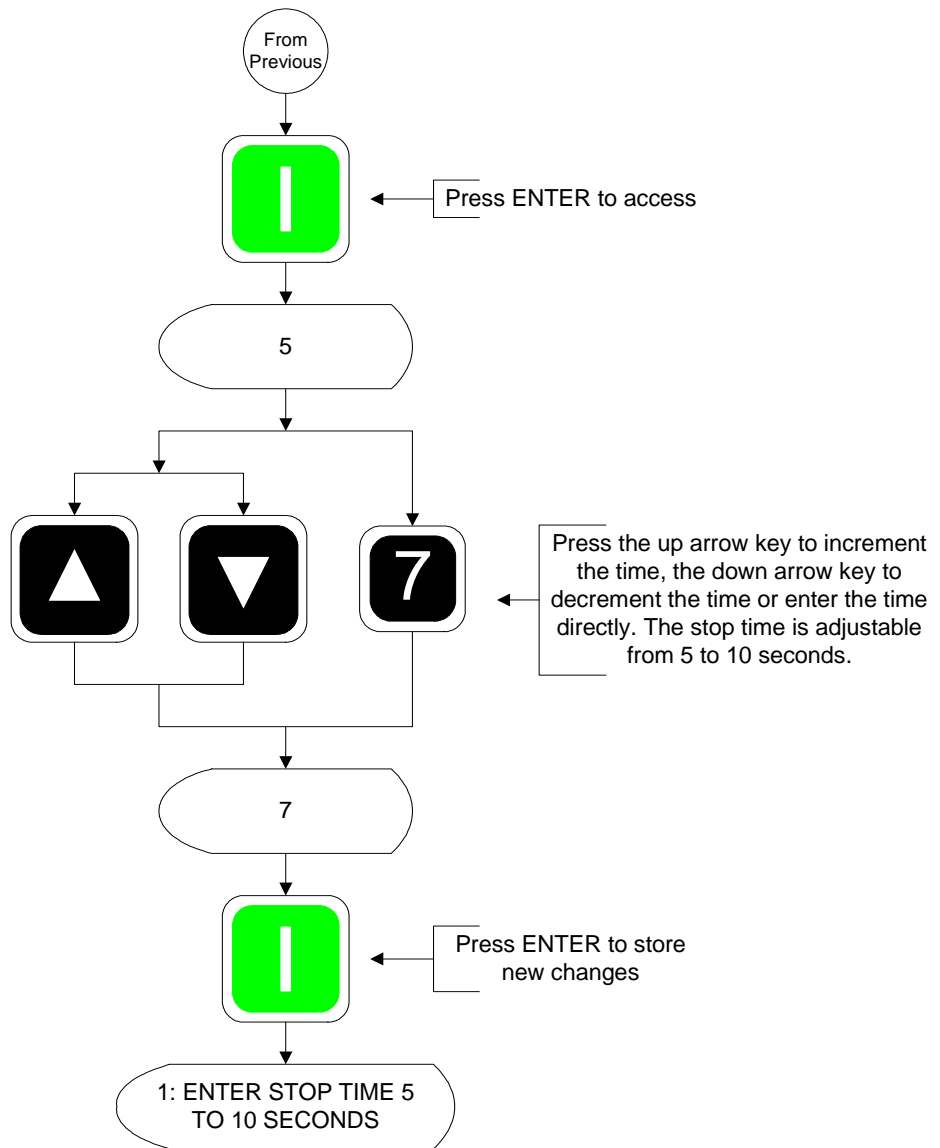 From
Previous
Press ENTER to access
5
7
Press the up arrow key to increment
the time, the down arrow key to
decrement the time or enter the time
directly. The stop time is adjustable
from 5 to 10 seconds.
7
Press ENTER to store
new changes
1: ENTER STOP TIME 5
TO 10 SECONDS